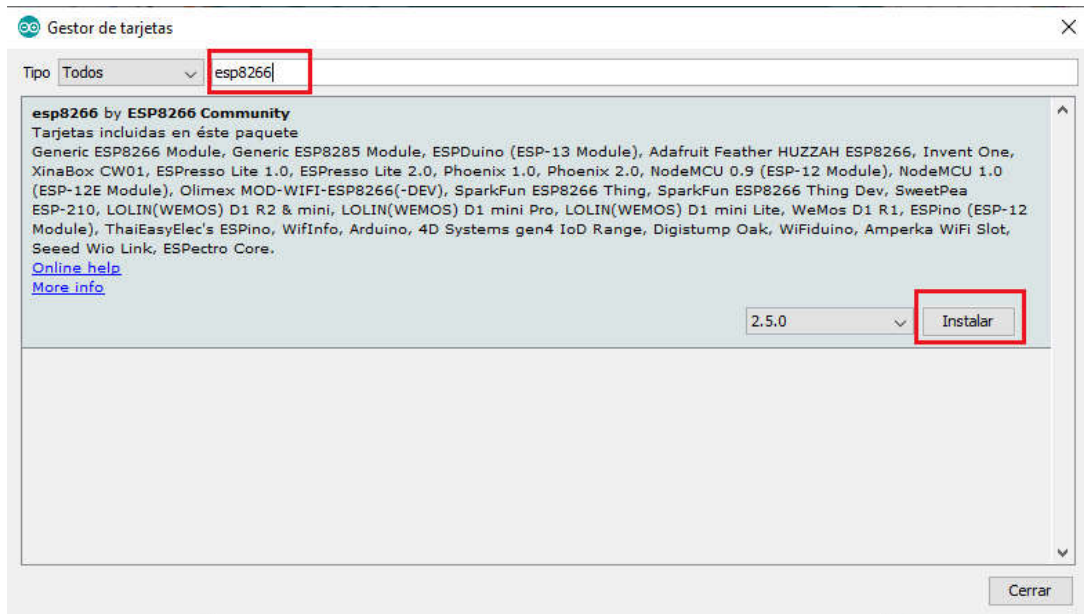 Gestor de tarjetas
Tipo Todos esp8266
esp8266 by ESP8266 Community
Tarjetas incluidas en éste paquete
Generic ESP8266 Module, Generic ESP8285 Module, ESPDuino (ESP-13 Module), Adafruit Feather HUZZAH ESP8266, Invent One,
XinaBox CW01, ESPresso Lite 1.0, ESPresso Lite 2.0, Phoenix 1.0, Phoenix 2.0, NodeMCU 0.9 (ESP-12 Module), NodeMCU 1.0
(ESP-12E Module), Olimex MOD-WIFI-ESP8266(-DEV), SparkFun ESP8266 Thing, SparkFun ESP8266 Thing Dev, SweetPea
ESP-210, LOLIN(WEMOS) D1 R2 & mini, LOLIN(WEMOS) D1 mini Pro, LOLIN(WEMOS) D1 mini Lite, WeMos D1 R1, ESPino (ESP-12
Module), ThaiEasyElec's ESPino, WifInfo, Arduino, 4D Systems gen4 IoD Range, Digistump Oak, WiFiduino, Amperka WiFi Slot,
Seeed Wio Link, ESPectro Core.
Online help
More info
2.5.0 Instalar
Cerrar